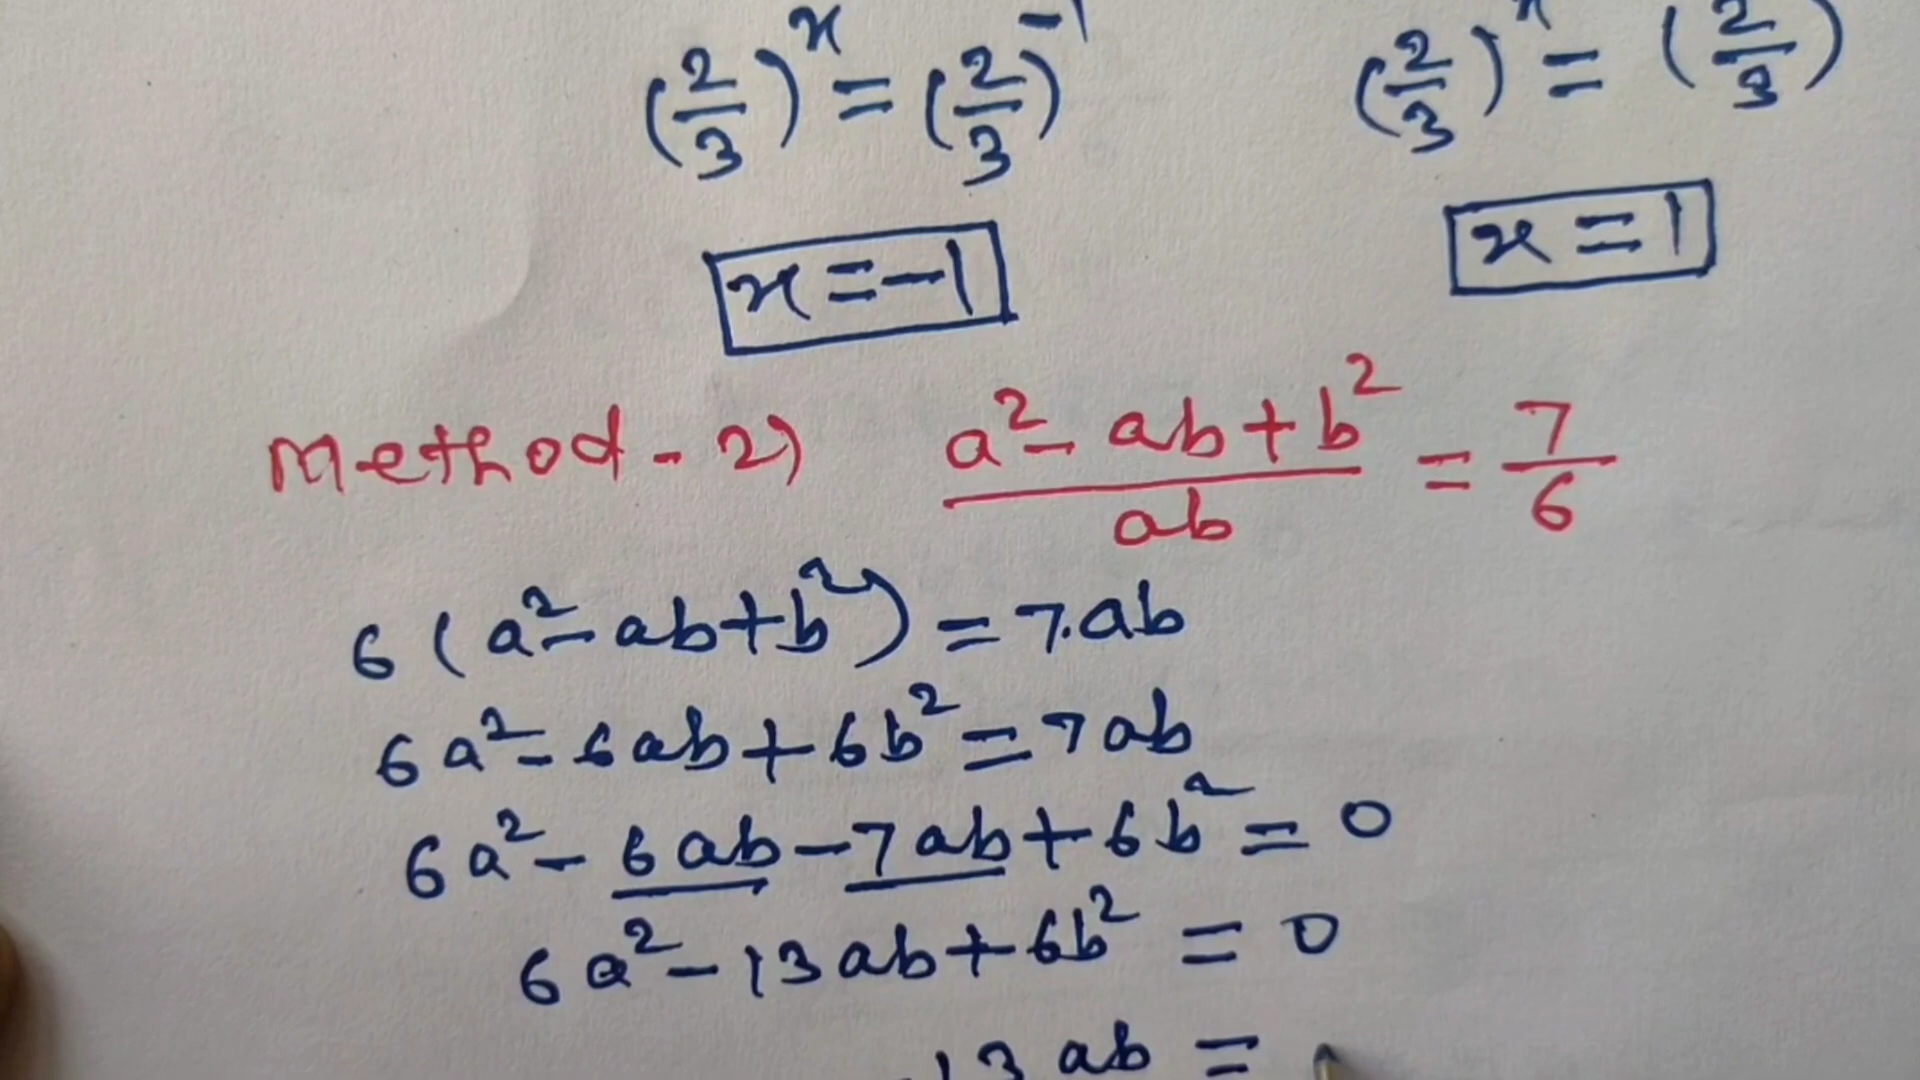 (2/3)^x = (2/3)^-1 (2/3)^x = (2/3)
x = -1 x = 1
Method - 2) (a² - ab + b²)/ab = 7/6
6 (a² - ab + b²) = 7.ab
6a² - 6ab + 6b² = 7ab
6a² - 6ab - 7ab + 6b² = 0
6a² - 13ab + 6b² = 0
13 ab =